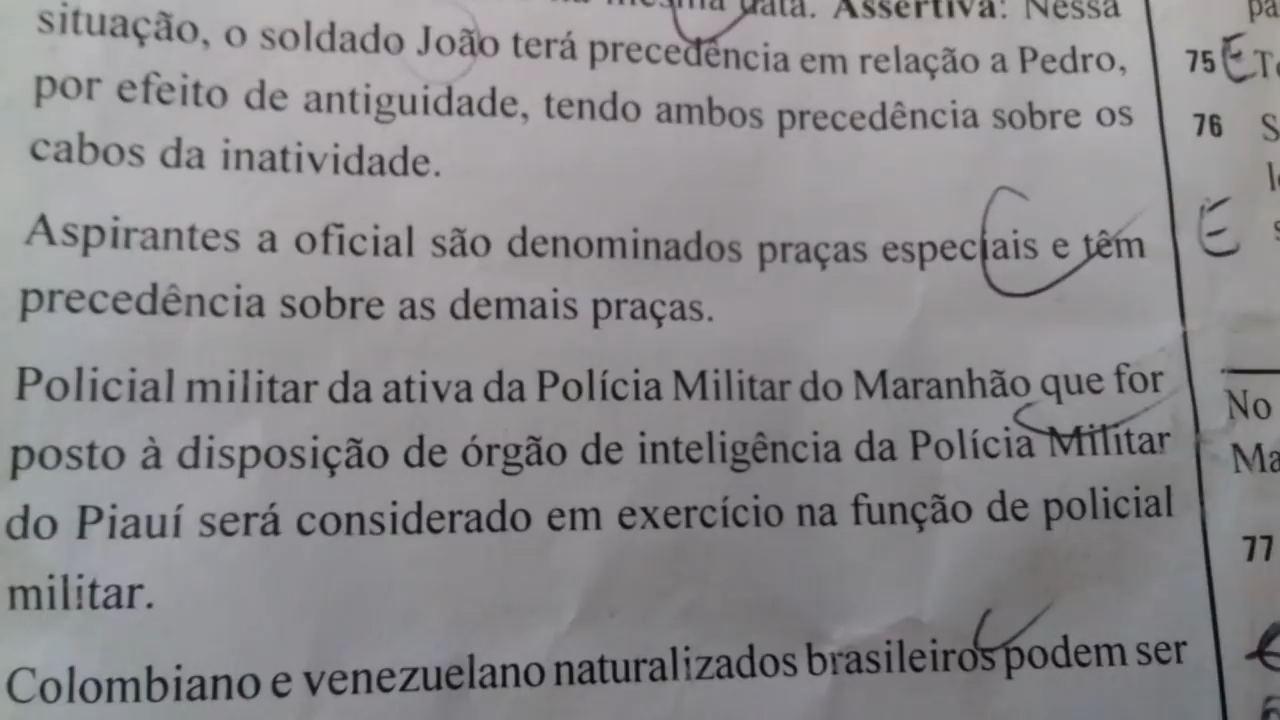 data. Assertiva: Nessa
situação, o soldado João terá precedência em relação a Pedro,
por efeito de antiguidade, tendo ambos precedência sobre os
cabos da inatividade.
Aspirantes a oficial são denominados praças especiais e têm
precedência sobre as demais praças.
Policial militar da ativa da Polícia Militar do Maranhão que for
posto à disposição de órgão de inteligência da Polícia Militar
do Piauí será considerado em exercício na função de policial
militar.
Colombiano e venezuelano naturalizados brasileiros podem ser
75 E
76 S
E
No
77